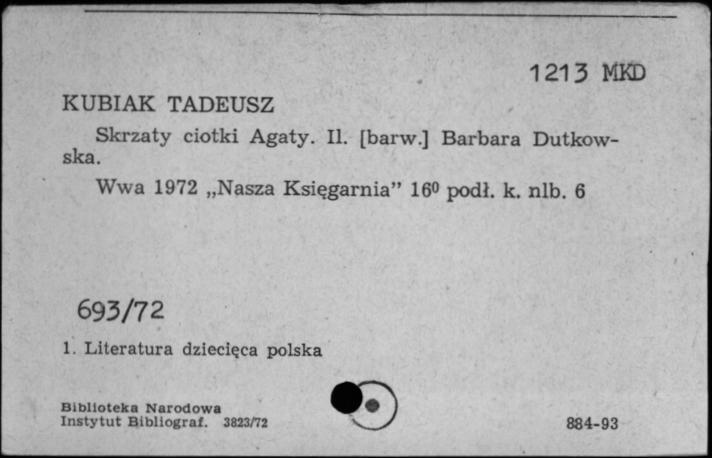 1213 MKD
KUBIAK TADEUSZ
Skrzaty ciotki Agaty. Il. [barw.] Barbara Dutkow-
ska.
Wwa 1972 „Nasza Księgarnia” 16⁰ podł. k. nlb. 6
693/72
1. Literatura dziecięca polska
Biblioteka Narodowa
Instytut Bibliograf. 3823/72
884-93